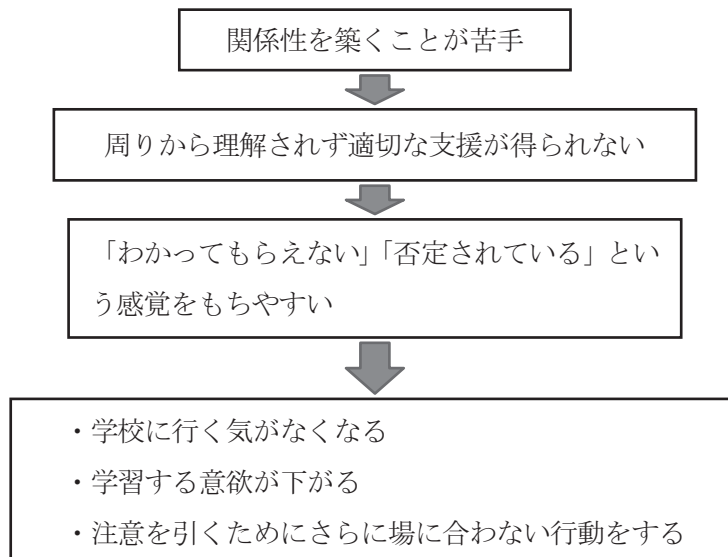 関係性を築くことが苦手
周りから理解されず適切な支援が得られない
「わかってもらえない」「否定されている」とい
う感覚をもちやすい
・学校に行く気がなくなる
・学習する意欲が下がる
・注意を引くためにさらに場に合わない行動をする